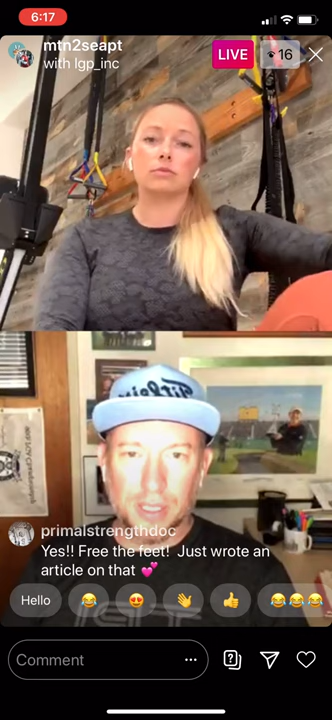 6:17
mtn2seapt
with lgp_inc
LIVE
16
Titleist
primalstrengthdoc
Yes!! Free the feet! Just wrote an
article on that 💕
Hello
😂
😍
👋
👍
😂😂😂
Comment